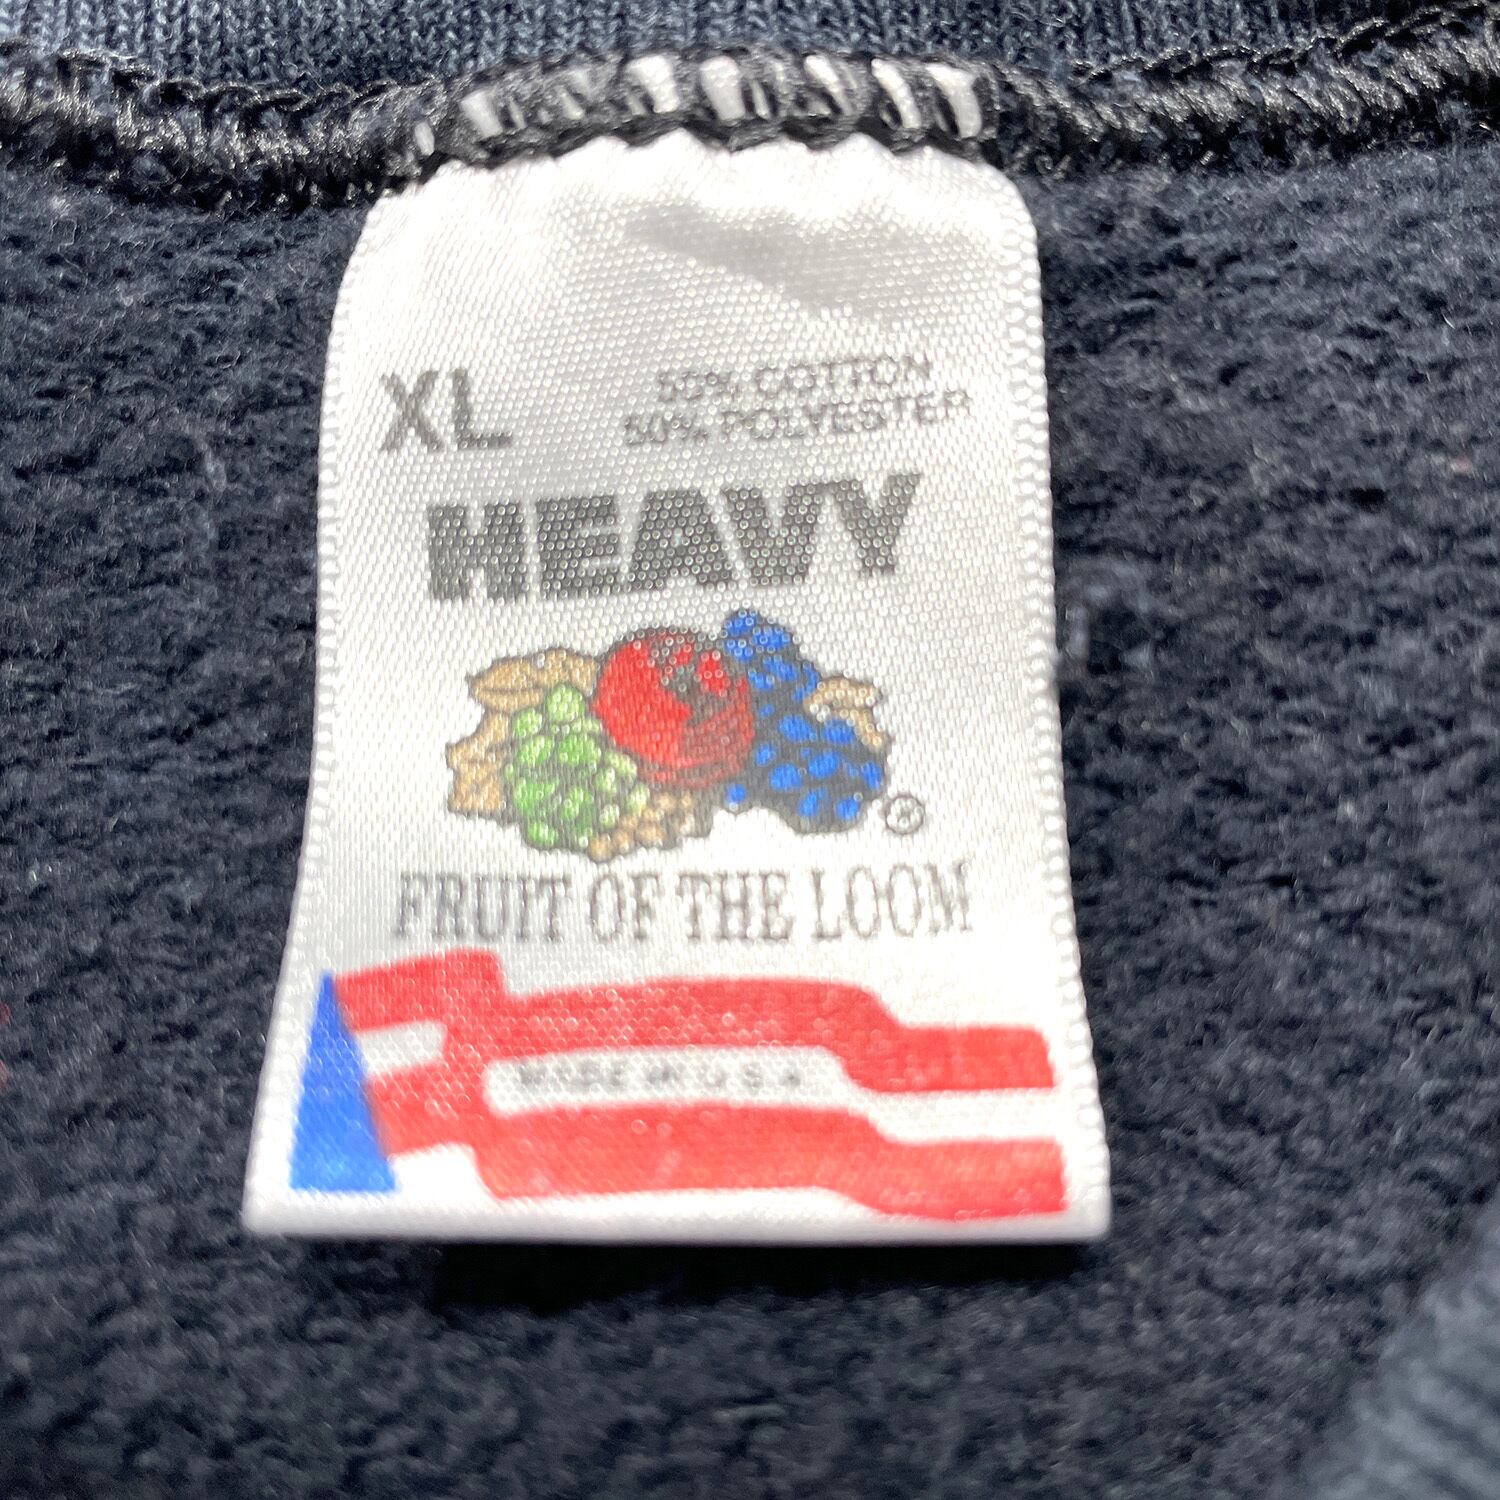 XL
50% COTTON
50% POLYESTER
HEAVY
®
FRUIT OF THE LOOM
MADE IN U.S.A.